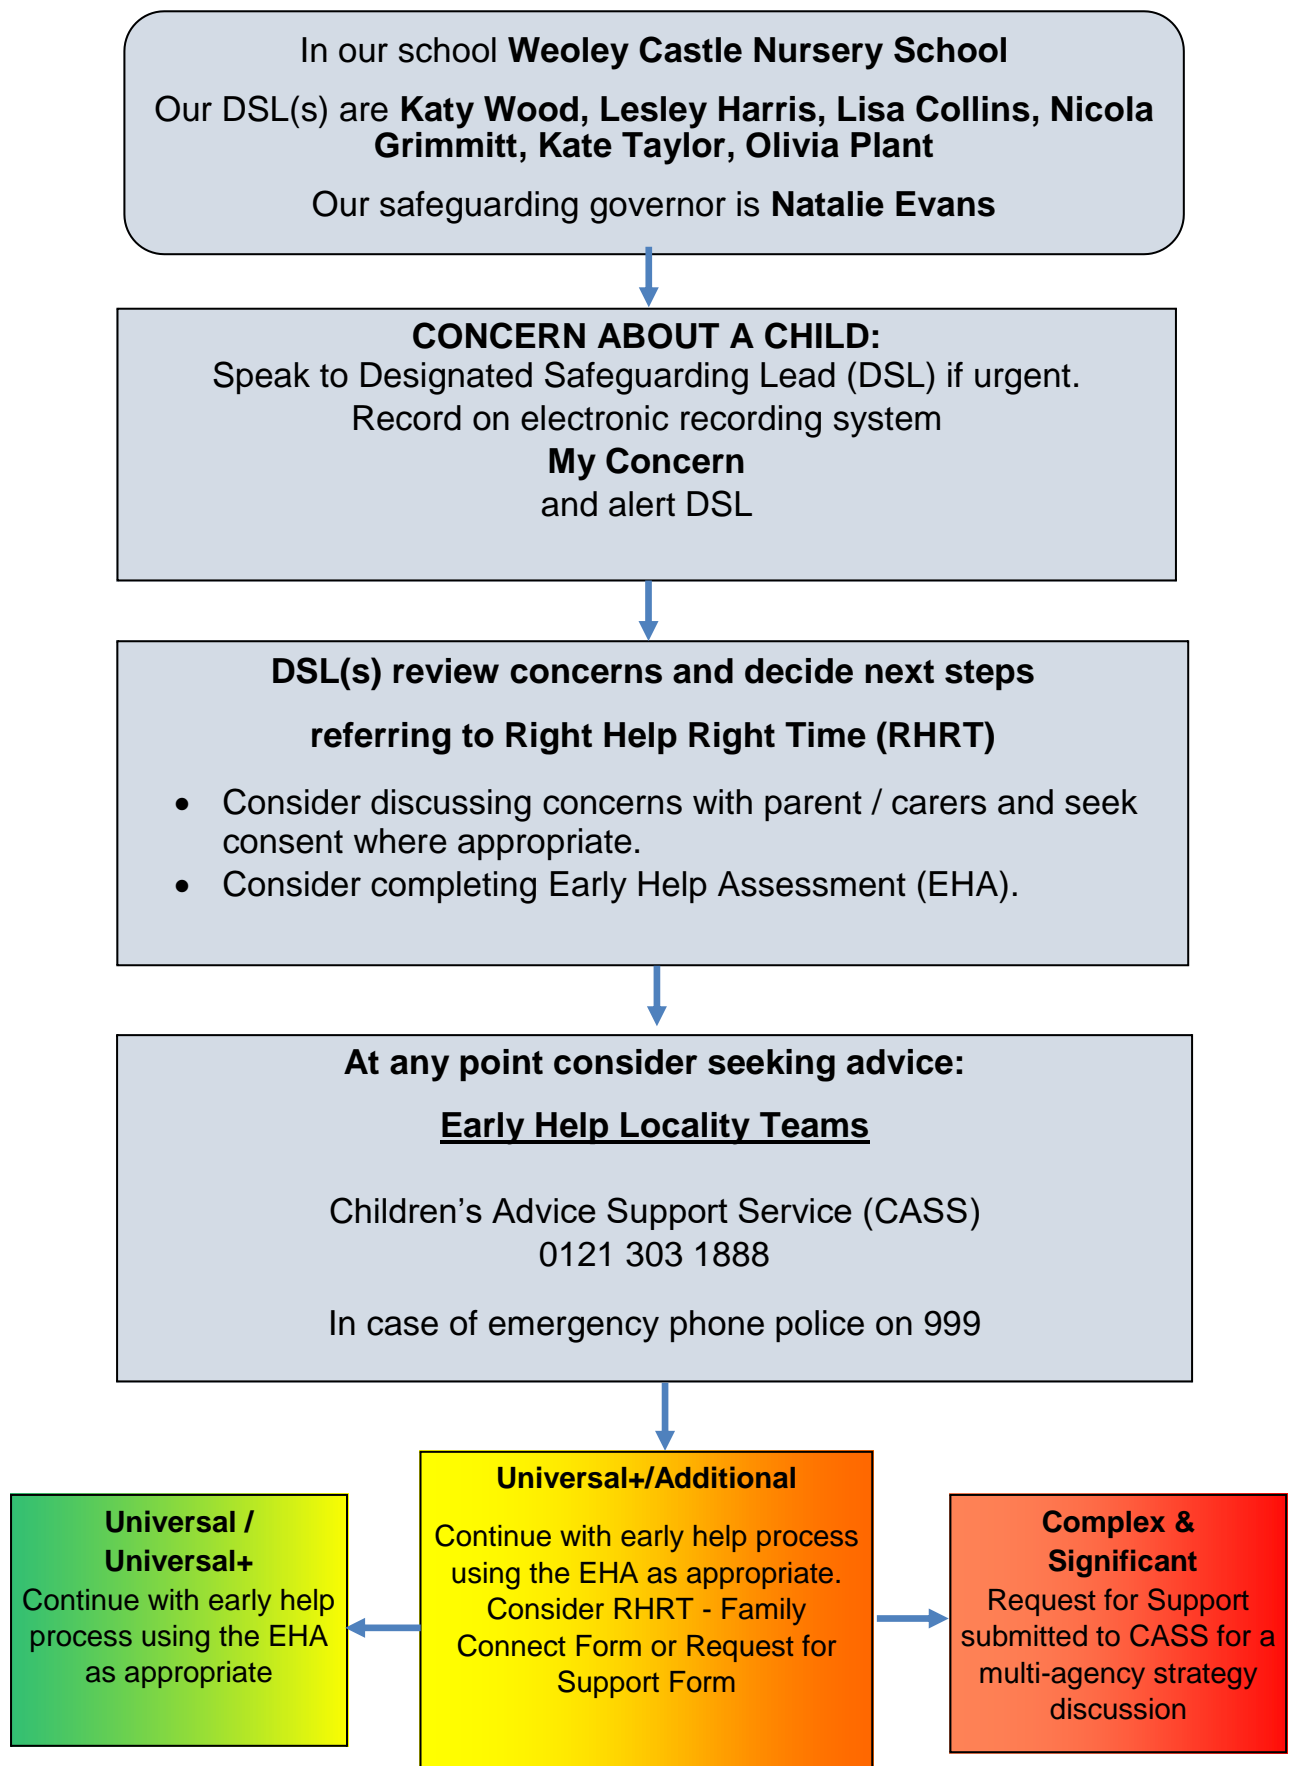 In our school Weoley Castle Nursery School
Our DSL(s) are Katy Wood, Lesley Harris, Lisa Collins, Nicola
Grimmitt, Kate Taylor, Olivia Plant
Our safeguarding governor is Natalie Evans
CONCERN ABOUT A CHILD:
Speak to Designated Safeguarding Lead (DSL) if urgent.
Record on electronic recording system
My Concern
and alert DSL
DSL(s) review concerns and decide next steps
referring to Right Help Right Time (RHRT)
• Consider discussing concerns with parent / carers and seek
consent where appropriate.
• Consider completing Early Help Assessment (EHA).
At any point consider seeking advice:
Early Help Locality Teams
Children’s Advice Support Service (CASS)
0121 303 1888
In case of emergency phone police on 999
Universal /
Universal+
Continue with early help
process using the EHA
as appropriate
Universal+/Additional
Continue with early help process
using the EHA as appropriate.
Consider RHRT - Family
Connect Form or Request for
Support Form
Complex &
Significant
Request for Support
submitted to CASS for a
multi-agency strategy
discussion